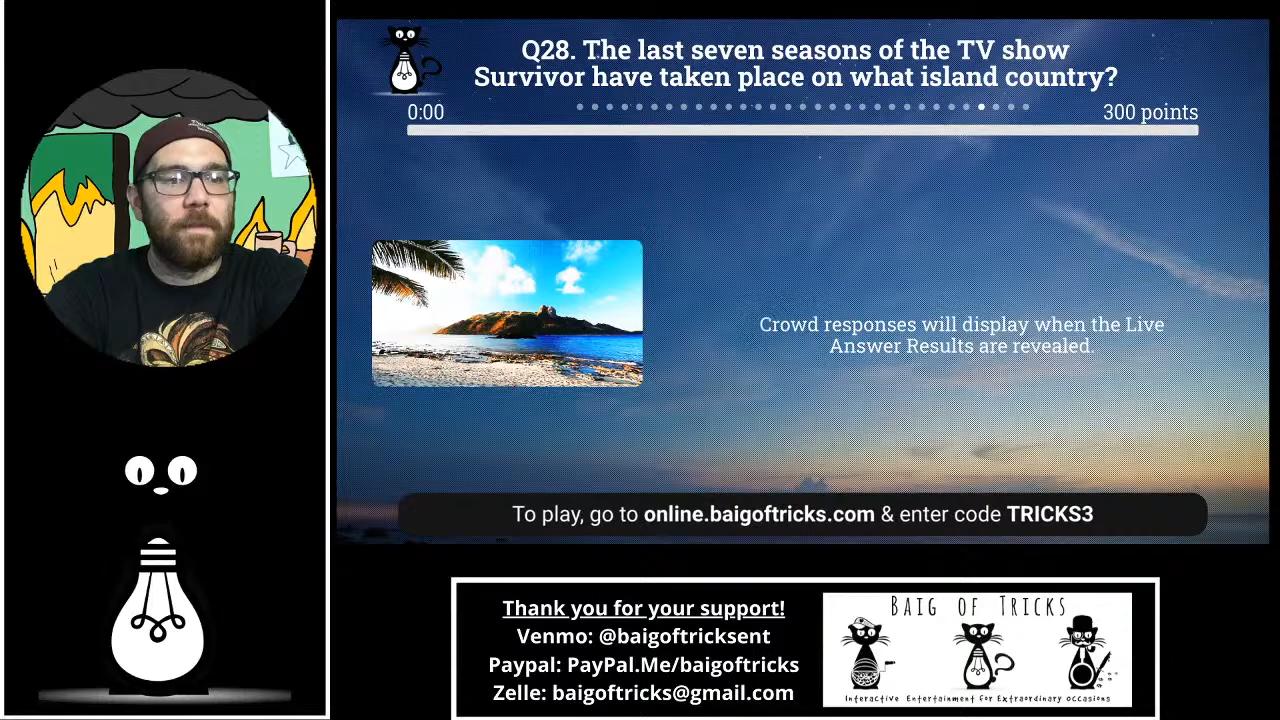 Q28. The last seven seasons of the TV show
Survivor have taken place on what island country?
0:00
300 points
Crowd responses will display when the Live
Answer Results are revealed
To play, go to online.baigoftricks.com & enter code TRICKS3
Thank you for your support!
Venmo: @baigoftricksent
Paypal: PayPal.Me/baigoftricks
Zelle: baigoftricks@gmail.com
BAIG OF TRICKS
Interactive Entertainment for Extraordinary Occasions